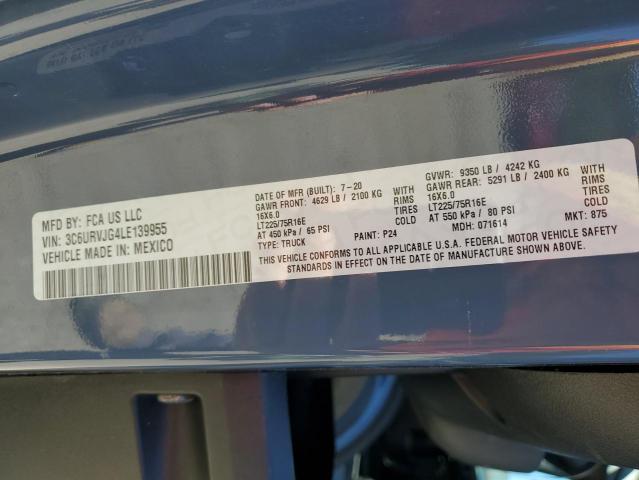 MFD BY: FCA US LLC
VIN: 3C6URVJG4LE139955
VEHICLE MADE IN: MEXICO
DATE OF MFR (BUILT): 7-20
GAWR FRONT: 4629 LB / 2100 KG WITH
16X6.0 RIMS
LT225/75R16E TIRES
AT 450 kPa / 65 PSI COLD
TYPE: TRUCK PAINT: P24
GVWR: 9350 LB / 4242 KG
GAWR REAR: 5291 LB / 2400 KG WITH
16X6.0 RIMS
LT225/75R16E TIRES
AT 550 kPa / 80 PSI COLD
MDH: 071614 MKT: 875
THIS VEHICLE CONFORMS TO ALL APPLICABLE U.S.A. FEDERAL MOTOR VEHICLE SAFETY
STANDARDS IN EFFECT ON THE DATE OF MANUFACTURE SHOWN ABOVE